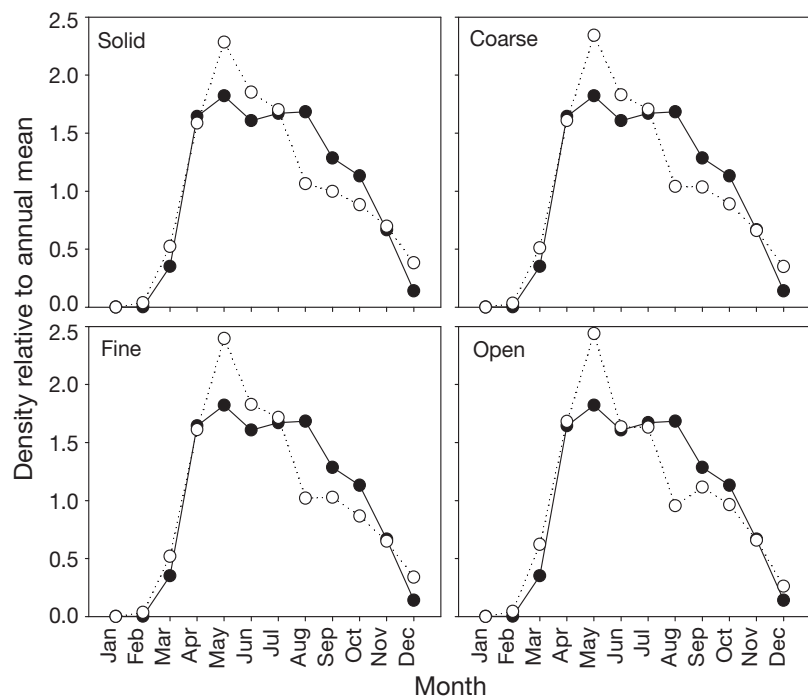 Solid
Coarse
2.5
2.0
1.5
1.0
0.5
0.0
Fine
Open
2.5
2.0
1.5
1.0
0.5
0.0
Density relative to annual mean
Jan
Feb
Mar
Apr
May
Jun
Jul
Aug
Sep
Oct
Nov
Dec
Jan
Feb
Mar
Apr
May
Jun
Jul
Aug
Sep
Oct
Nov
Dec
Month